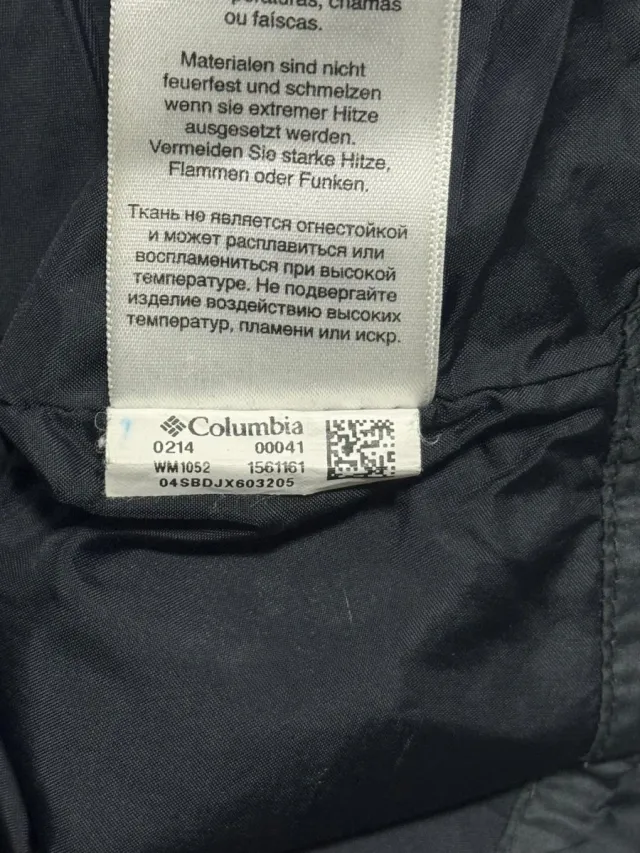 chamas
ou faíscas.
Materialen sind nicht
feuerfest und schmelzen
wenn sie extremer Hitze
ausgesetzt werden.
Vermeiden Sie starke Hitze,
Flammen oder Funken.
Ткань не является огнестойкой
и может расплавиться или
воспламениться при высокой
температуре. Не подвергайте
изделие воздействию высоких
температур, пламени или искр.
Columbia
0214 00041
WM1052 1561161
04SBDJX603205